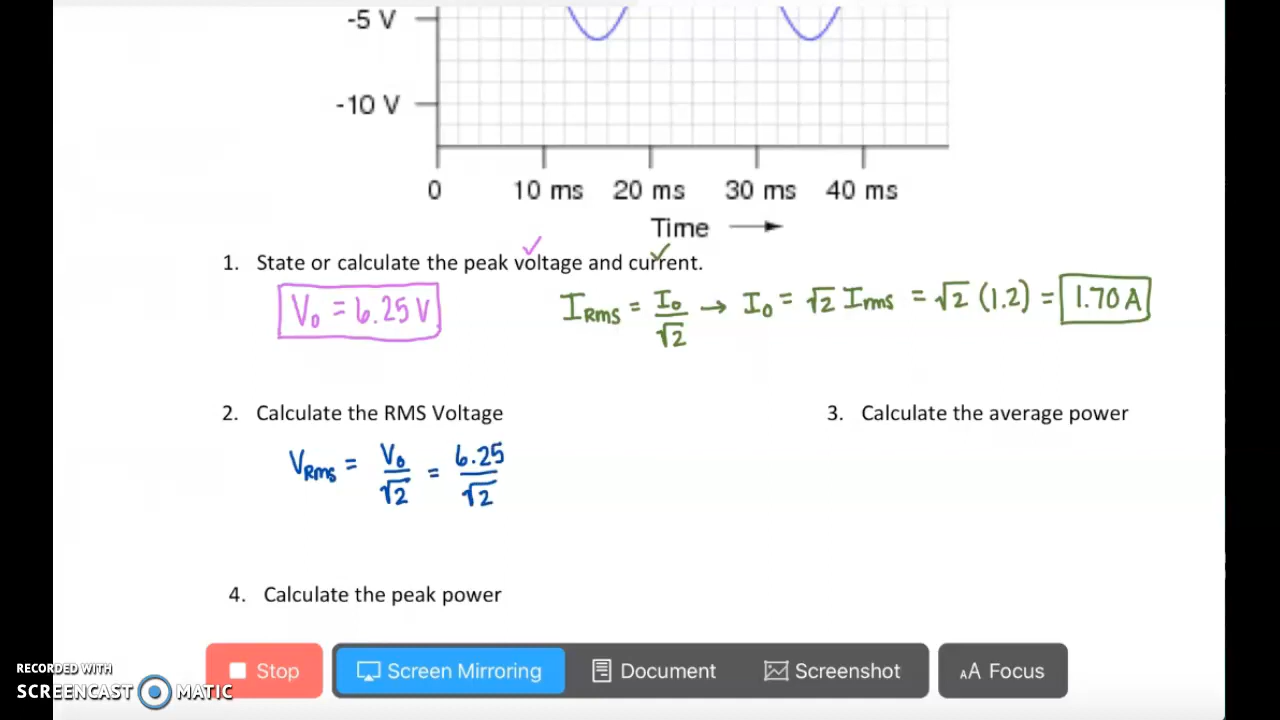 -5 V
-10 V
0 10 ms 20 ms 30 ms 40 ms
Time
1. State or calculate the peak voltage and current.
V₀ = 6.25 V
I_Rms = I₀/√2 → I₀ = √2 I_rms = √2 (1.2) = 1.70 A
2. Calculate the RMS Voltage
3. Calculate the average power
V_Rms = V₀/√2 = 6.25/√2
4. Calculate the peak power
Stop Screen Mirroring Document Screenshot AA Focus
RECORDED WITH
SCREENCAST MATIC